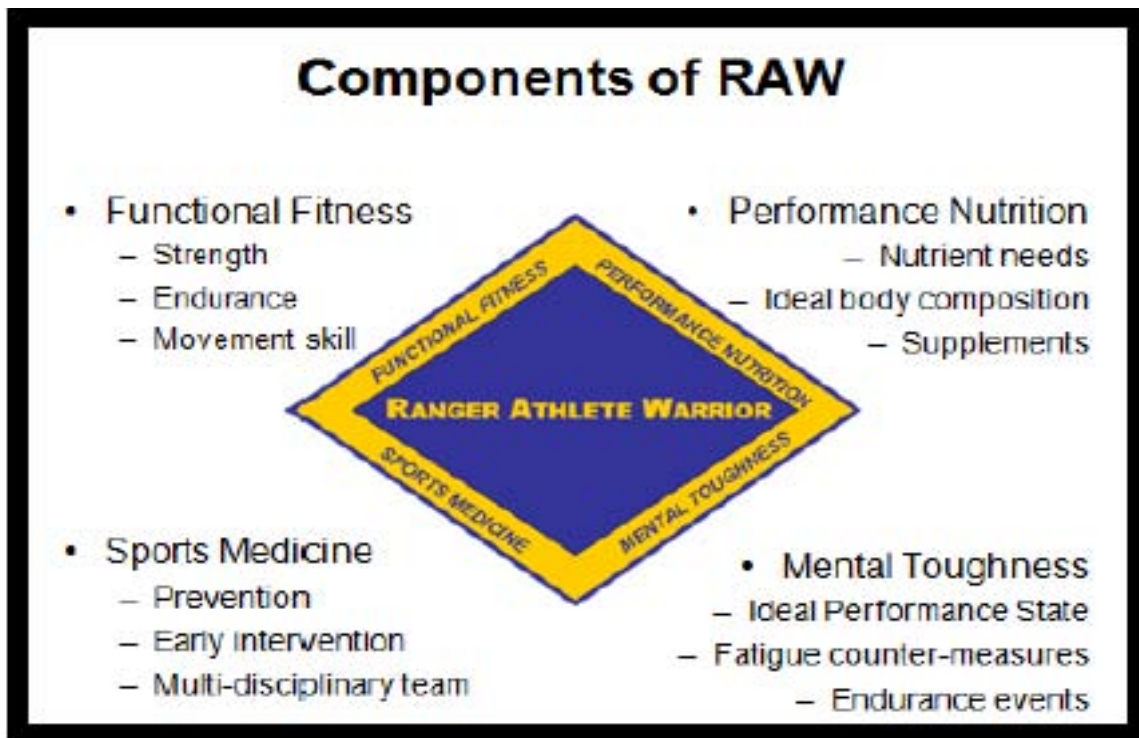 Components of RAW
• Functional Fitness
– Strength
– Endurance
– Movement skill
• Performance Nutrition
– Nutrient needs
– Ideal body composition
– Supplements
FUNCTIONAL FITNESS
PERFORMANCE NUTRITION
RANGER ATHLETE WARRIOR
SPORTS MEDICINE
MENTAL TOUGHNESS
• Sports Medicine
– Prevention
– Early intervention
– Multi-disciplinary team
• Mental Toughness
– Ideal Performance State
– Fatigue counter-measures
– Endurance events